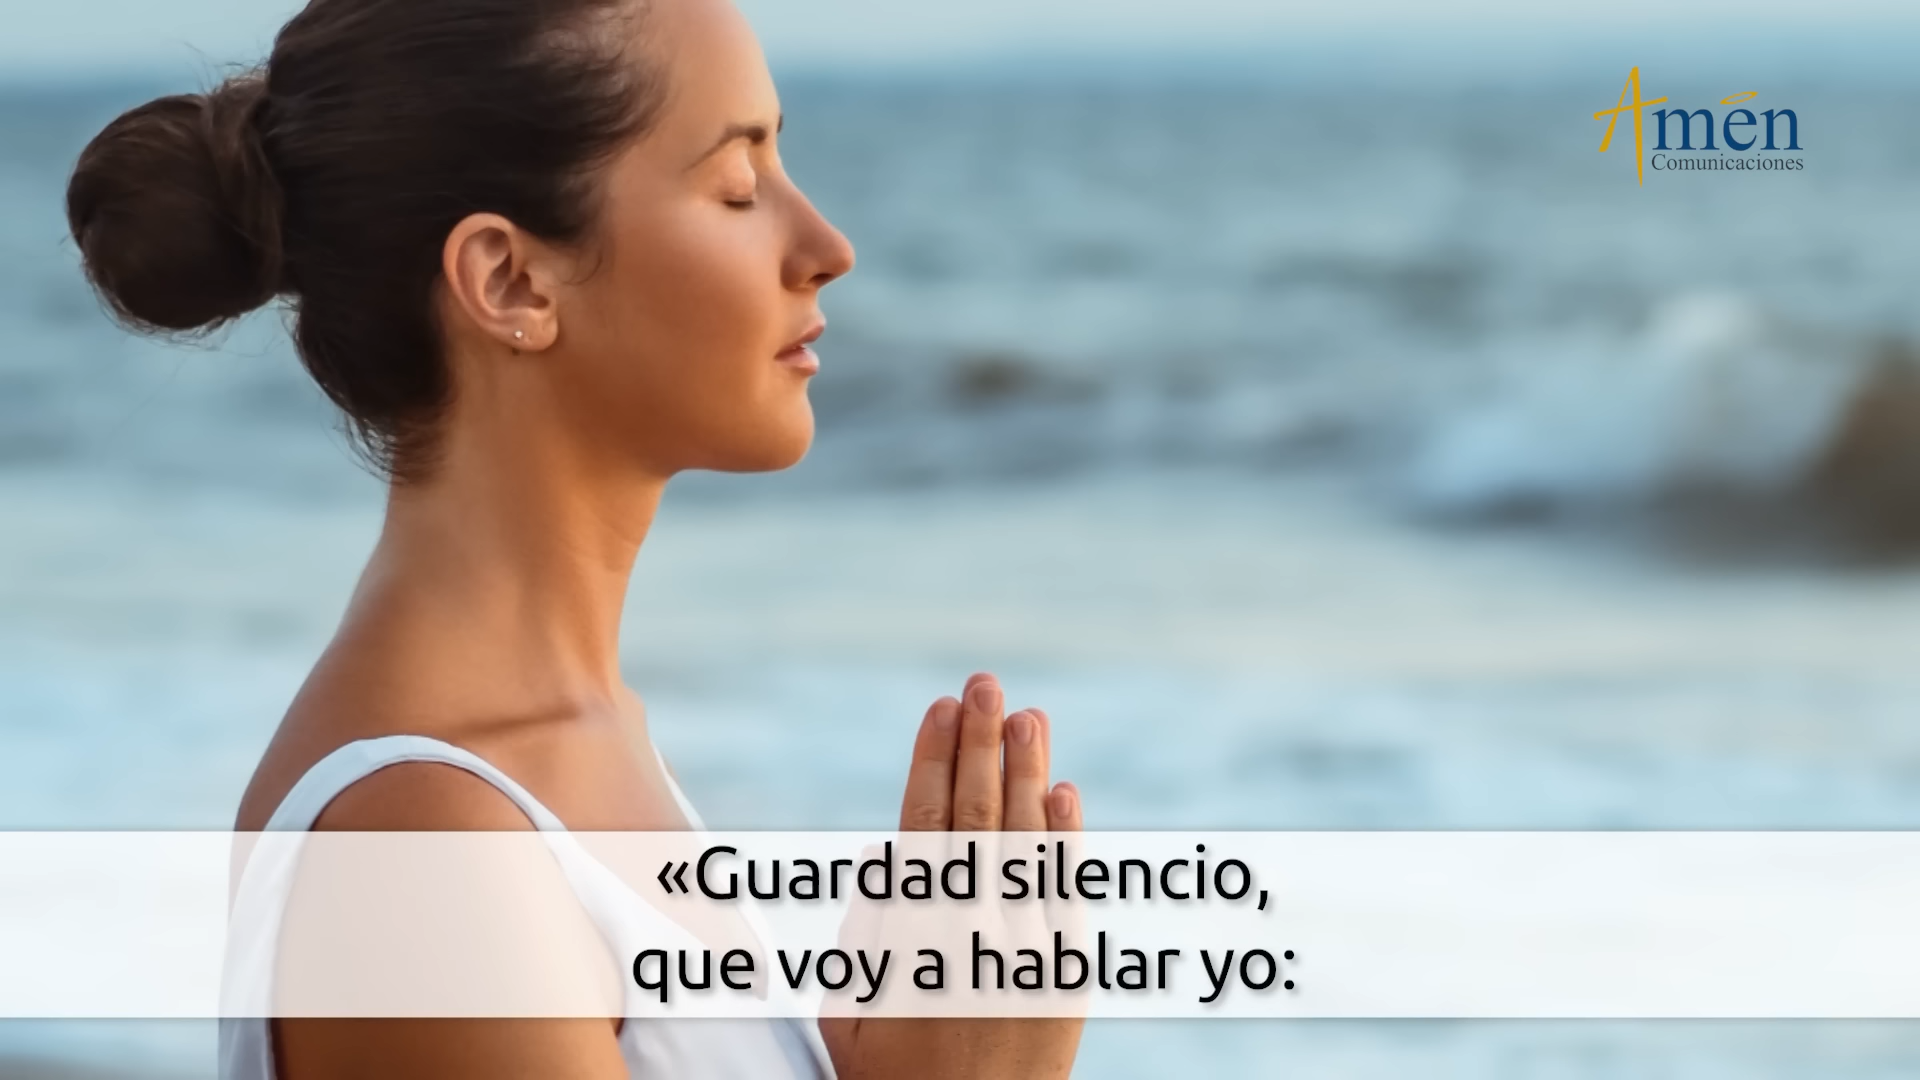 Amén
Comunicaciones
«Guardad silencio,
que voy a hablar yo: